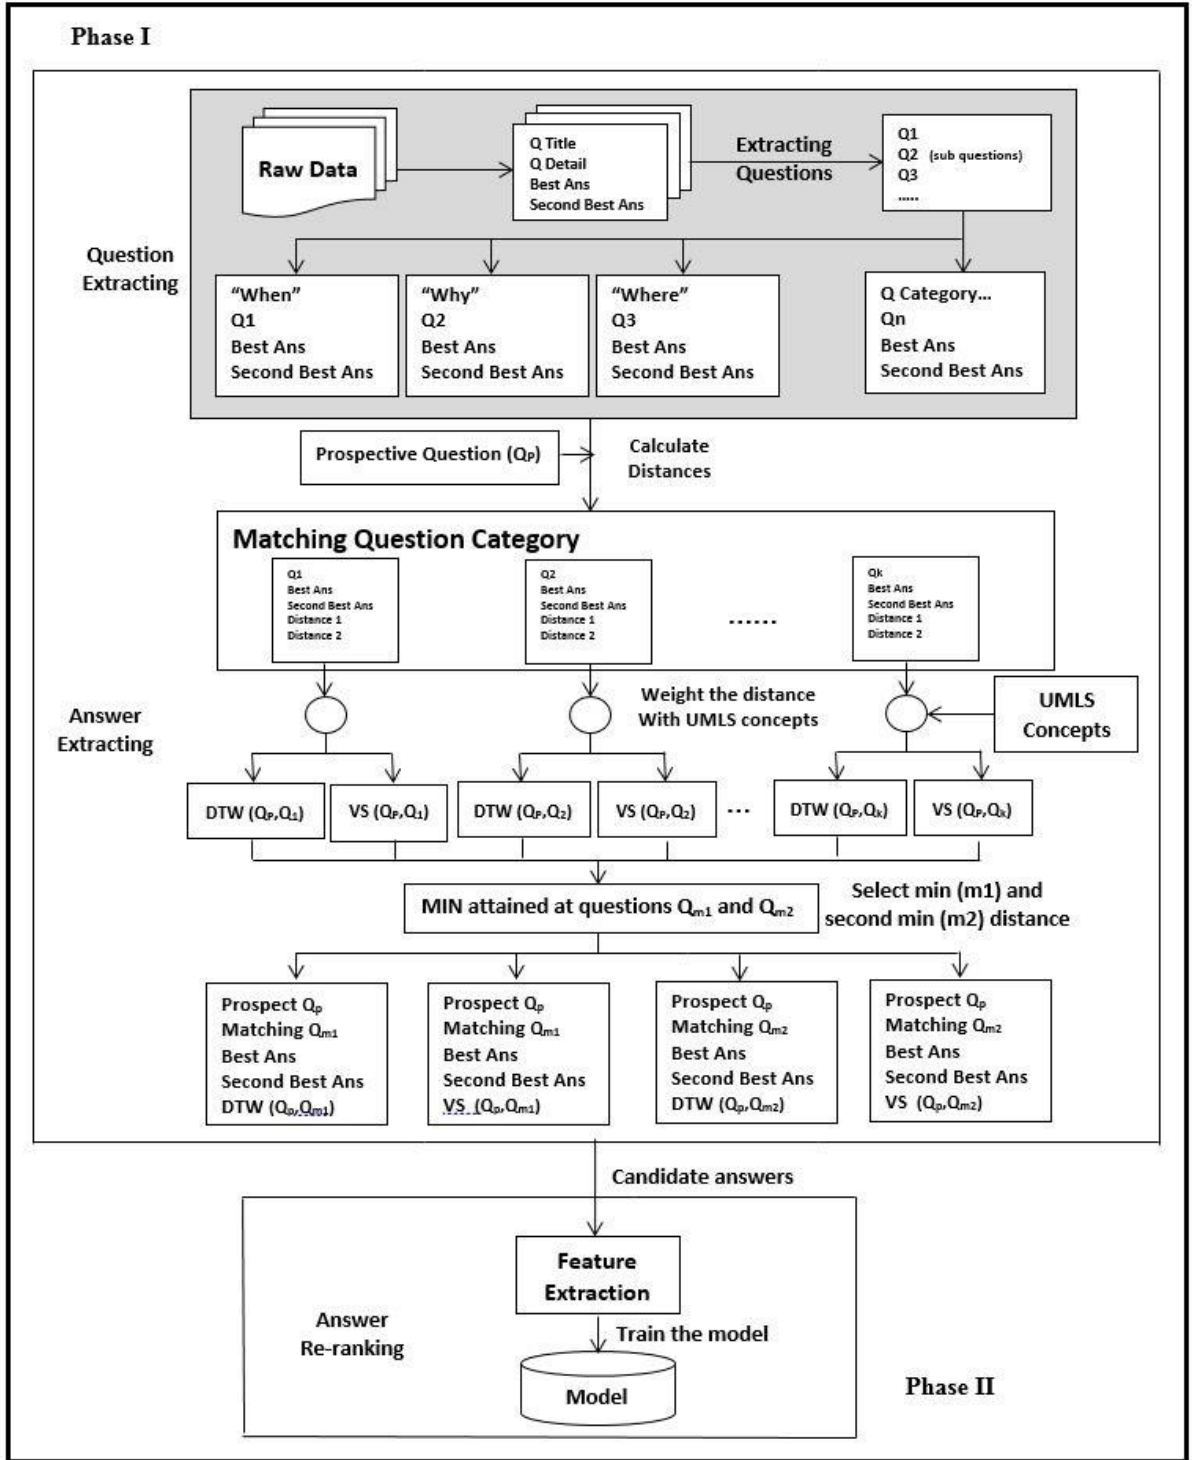 Phase I
Raw Data
Q Title
Q Detail
Best Ans
Second Best Ans
Extracting
Questions
Q1
Q2 (sub questions)
Q3
.....
Question
Extracting
“When”
Q1
Best Ans
Second Best Ans
“Why”
Q2
Best Ans
Second Best Ans
“Where”
Q3
Best Ans
Second Best Ans
Q Category...
Qn
Best Ans
Second Best Ans
Prospective Question (QP)
Calculate
Distances
Matching Question Category
Q1
Best Ans
Second Best Ans
Distance 1
Distance 2
Q2
Best Ans
Second Best Ans
Distance 1
Distance 2
......
Qk
Best Ans
Second Best Ans
Distance 1
Distance 2
Answer
Extracting
Weight the distance
With UMLS concepts
UMLS
Concepts
DTW (QP,Q1)
VS (QP,Q1)
DTW (QP,Q2)
VS (QP,Q2)
...
DTW (QP,Qk)
VS (QP,Qk)
MIN attained at questions Qm1 and Qm2
Select min (m1) and
second min (m2) distance
Prospect Qp
Matching Qm1
Best Ans
Second Best Ans
DTW (Qp,Qm1)
Prospect Qp
Matching Qm1
Best Ans
Second Best Ans
VS (Qp,Qm1)
Prospect Qp
Matching Qm2
Best Ans
Second Best Ans
DTW (Qp,Qm2)
Prospect Qp
Matching Qm2
Best Ans
Second Best Ans
VS (Qp,Qm2)
Candidate answers
Feature
Extraction
Answer
Re-ranking
Train the model
Model
Phase II